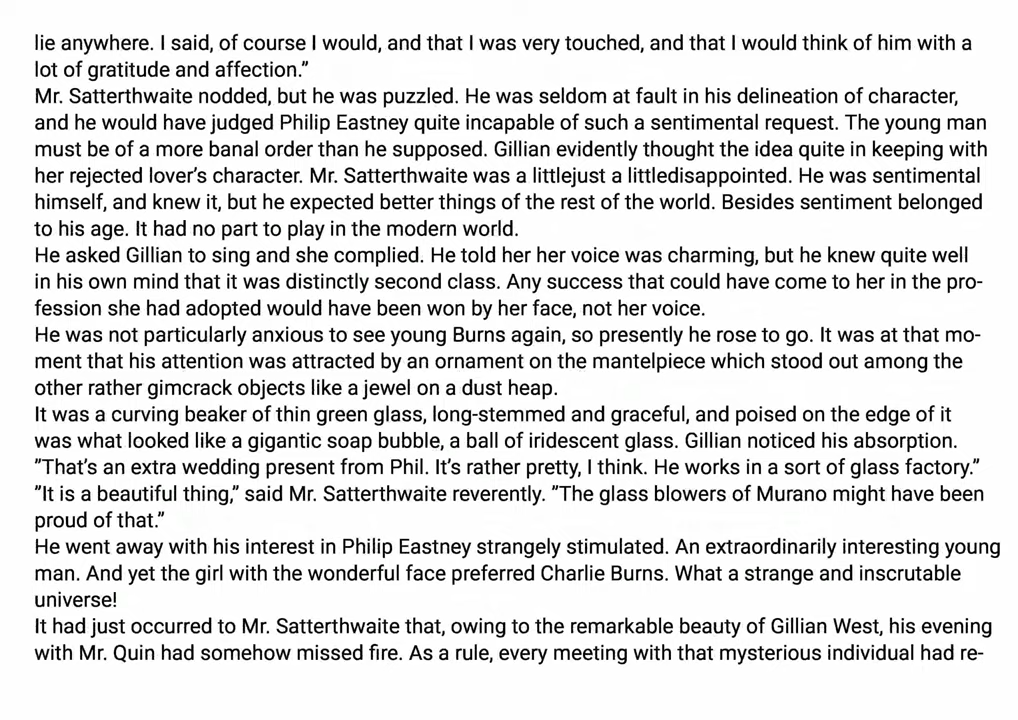 lie anywhere. I said, of course I would, and that I was very touched, and that I would think of him with a
lot of gratitude and affection.”
Mr. Satterthwaite nodded, but he was puzzled. He was seldom at fault in his delineation of character,
and he would have judged Philip Eastney quite incapable of such a sentimental request. The young man
must be of a more banal order than he supposed. Gillian evidently thought the idea quite in keeping with
her rejected lover’s character. Mr. Satterthwaite was a littlejust a littledisappointed. He was sentimental
himself, and knew it, but he expected better things of the rest of the world. Besides sentiment belonged
to his age. It had no part to play in the modern world.
He asked Gillian to sing and she complied. He told her her voice was charming, but he knew quite well
in his own mind that it was distinctly second class. Any success that could have come to her in the pro-
fession she had adopted would have been won by her face, not her voice.
He was not particularly anxious to see young Burns again, so presently he rose to go. It was at that mo-
ment that his attention was attracted by an ornament on the mantelpiece which stood out among the
other rather gimcrack objects like a jewel on a dust heap.
It was a curving beaker of thin green glass, long-stemmed and graceful, and poised on the edge of it
was what looked like a gigantic soap bubble, a ball of iridescent glass. Gillian noticed his absorption.
”That’s an extra wedding present from Phil. It’s rather pretty, I think. He works in a sort of glass factory.”
”It is a beautiful thing,” said Mr. Satterthwaite reverently. ”The glass blowers of Murano might have been
proud of that.”
He went away with his interest in Philip Eastney strangely stimulated. An extraordinarily interesting young
man. And yet the girl with the wonderful face preferred Charlie Burns. What a strange and inscrutable
universe!
It had just occurred to Mr. Satterthwaite that, owing to the remarkable beauty of Gillian West, his evening
with Mr. Quin had somehow missed fire. As a rule, every meeting with that mysterious individual had re-